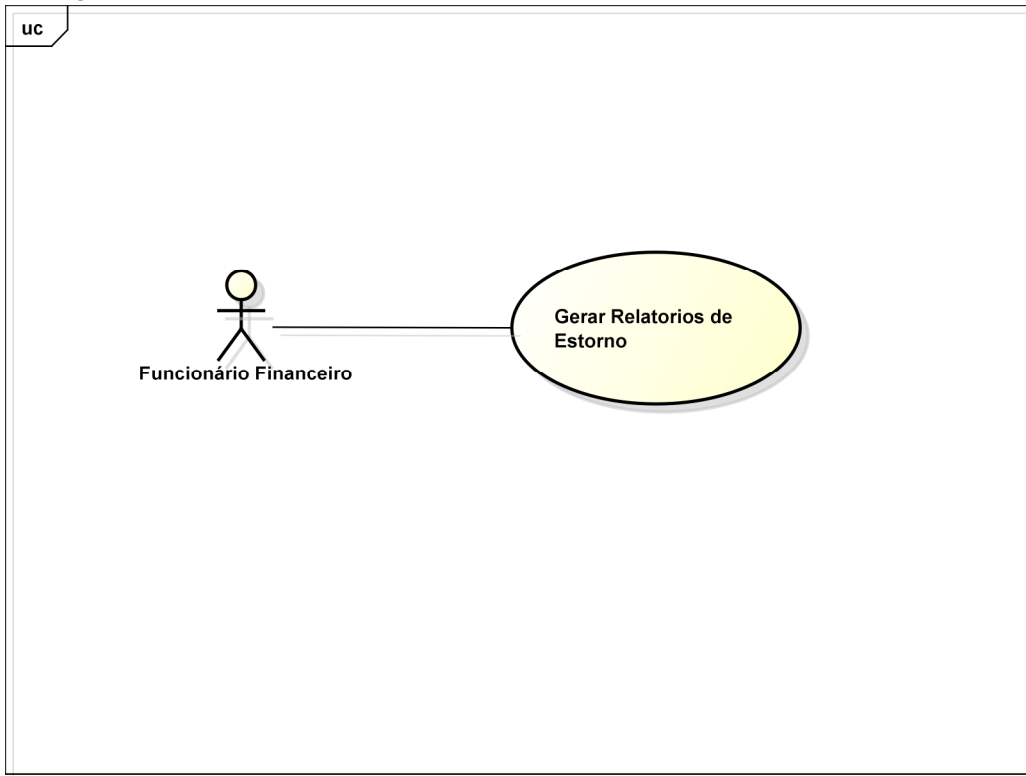 uc
Gerar Relatorios de
Estorno
Funcionário Financeiro